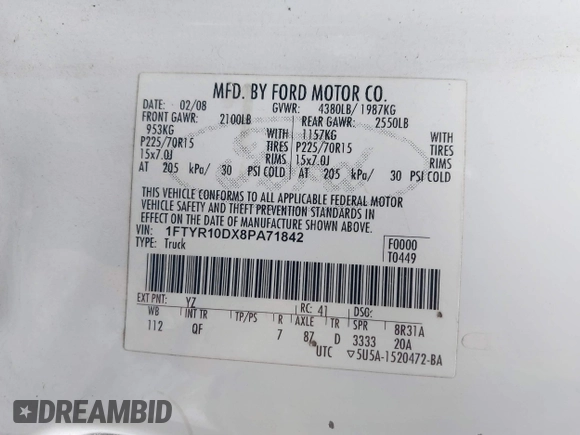 MFD. BY FORD MOTOR CO.
DATE: 02/08 GVWR: 4380LB/ 1987KG
FRONT GAWR: 2100LB REAR GAWR: 2550LB
953KG WITH 1157KG WITH
P225/70R15 TIRES P225/70R15 TIRES
15x7.0J RIMS 15x7.0J RIMS
AT 205 kPa/ 30 PSI COLD AT 205 kPa/ 30 PSI COLD
THIS VEHICLE CONFORMS TO ALL APPLICABLE FEDERAL MOTOR
VEHICLE SAFETY AND THEFT PREVENTION STANDARDS IN
EFFECT ON THE DATE OF MANUFACTURE SHOWN ABOVE.
VIN: 1FTYR10DX8PA71842 F0000
TYPE: Truck T0449
EXT PNT: YZ RC: 41 DSO:
WB INT TR TP/PS R AXLE TR SPR 8R31A
112 QF 7 87 D 3333 20A
UTC ▽5U5A-1520472-BA
Ford
DREAMBID